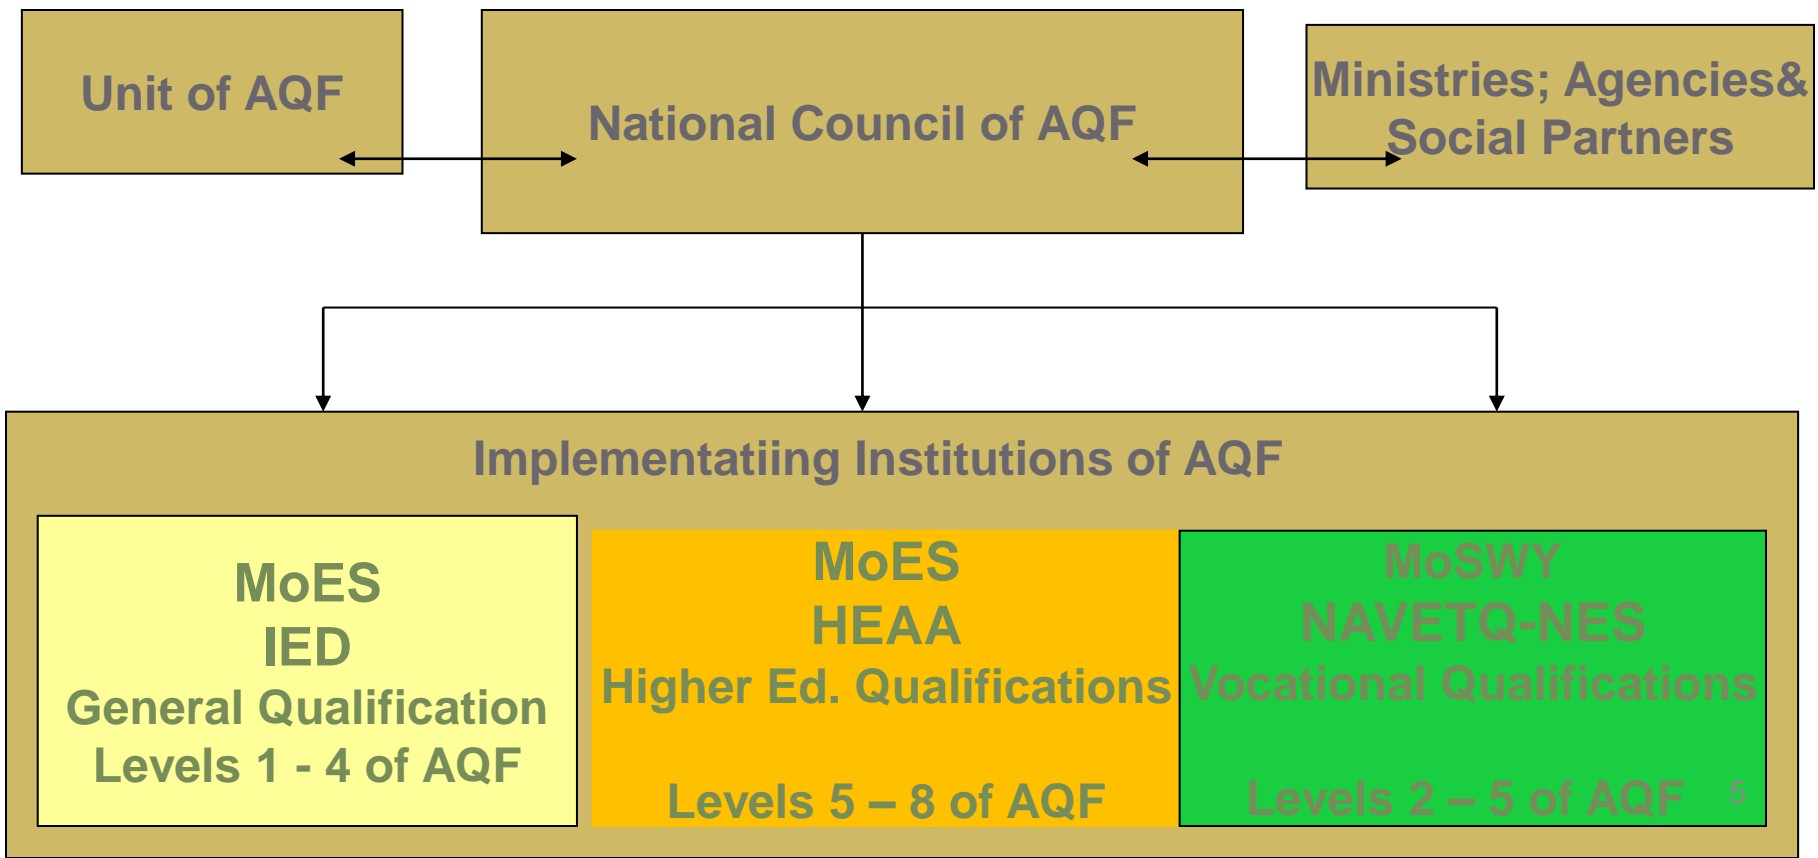 Unit of AQF
National Council of AQF
Ministries; Agencies&
Social Partners
Implementatiing Institutions of AQF
MoES
IED
General Qualification
Levels 1 - 4 of AQF
MoES
HEAA
Higher Ed. Qualifications
Levels 5 – 8 of AQF
MoSWY
NAVETQ-NES
Vocational Qualifications
Levels 2 – 5 of AQF
5